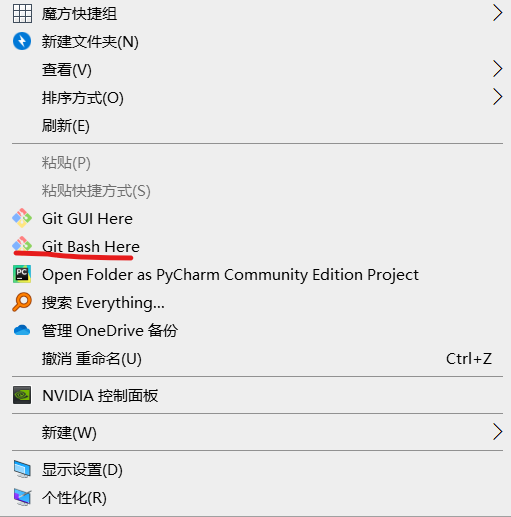 魔方快捷组
新建文件夹(N)
查看(V)
排序方式(O)
刷新(E)
粘贴(P)
粘贴快捷方式(S)
Git GUI Here
Git Bash Here
Open Folder as PyCharm Community Edition Project
搜索 Everything...
管理 OneDrive 备份
撤消 重命名(U) Ctrl+Z
NVIDIA 控制面板
新建(W)
显示设置(D)
个性化(R)